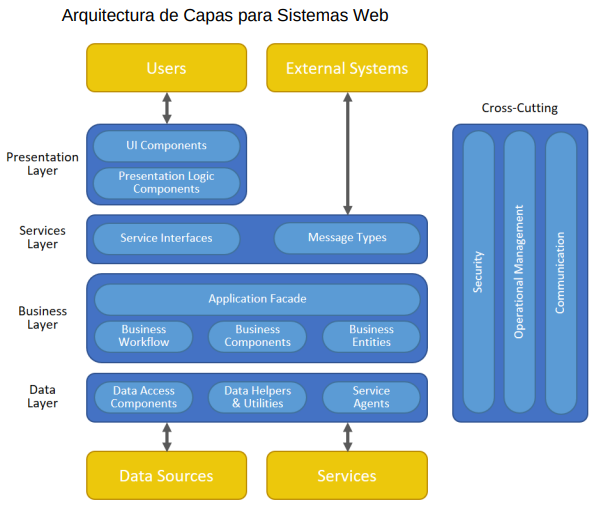 Arquitectura de Capas para Sistemas Web
Users
External Systems
Cross-Cutting
Presentation
Layer
UI Components
Presentation Logic
Components
Services
Layer
Service Interfaces
Message Types
Business
Layer
Application Facade
Business
Workflow
Business
Components
Business
Entities
Data
Layer
Data Access
Components
Data Helpers
& Utilities
Service
Agents
Data Sources
Services
Security
Operational Management
Communication